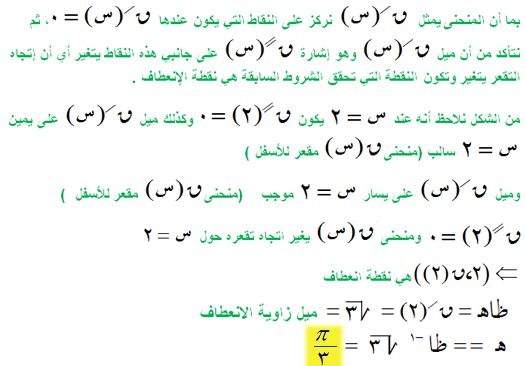 بما أن المنحنى يمثل ق′(س) نركز على النقاط التي يكون عندها ق′(س) = ٠، ثم
نتأكد من أن ميل ق′(س) وهو إشارة ق″(س) على جانبي هذه النقاط يتغير أي أن إتجاه
التقعر يتغير وتكون النقطة التي تحقق الشروط السابقة هي نقطة الإنعطاف .
من الشكل نلاحظ أنه عند س = ٢ يكون ق″(٢) = ٠ وكذلك ميل ق′(س) على يمين
س = ٢ سالب (منحنى ق(س) مقعر للأسفل )
وميل ق′(س) على يسار س = ٢ موجب (منحنى ق(س) مقعر للأسفل )
ق″(٢) = ٠ ومنحنى ق(س) يغير اتجاه تقعره حول س = ٢
⇐ (٢،ق(٢)) هي نقطة انعطاف
ظاهـ = ق′(٢) = √٣ = ميل زاوية الانعطاف
هـ == ظا⁻¹ √٣ = π/٣